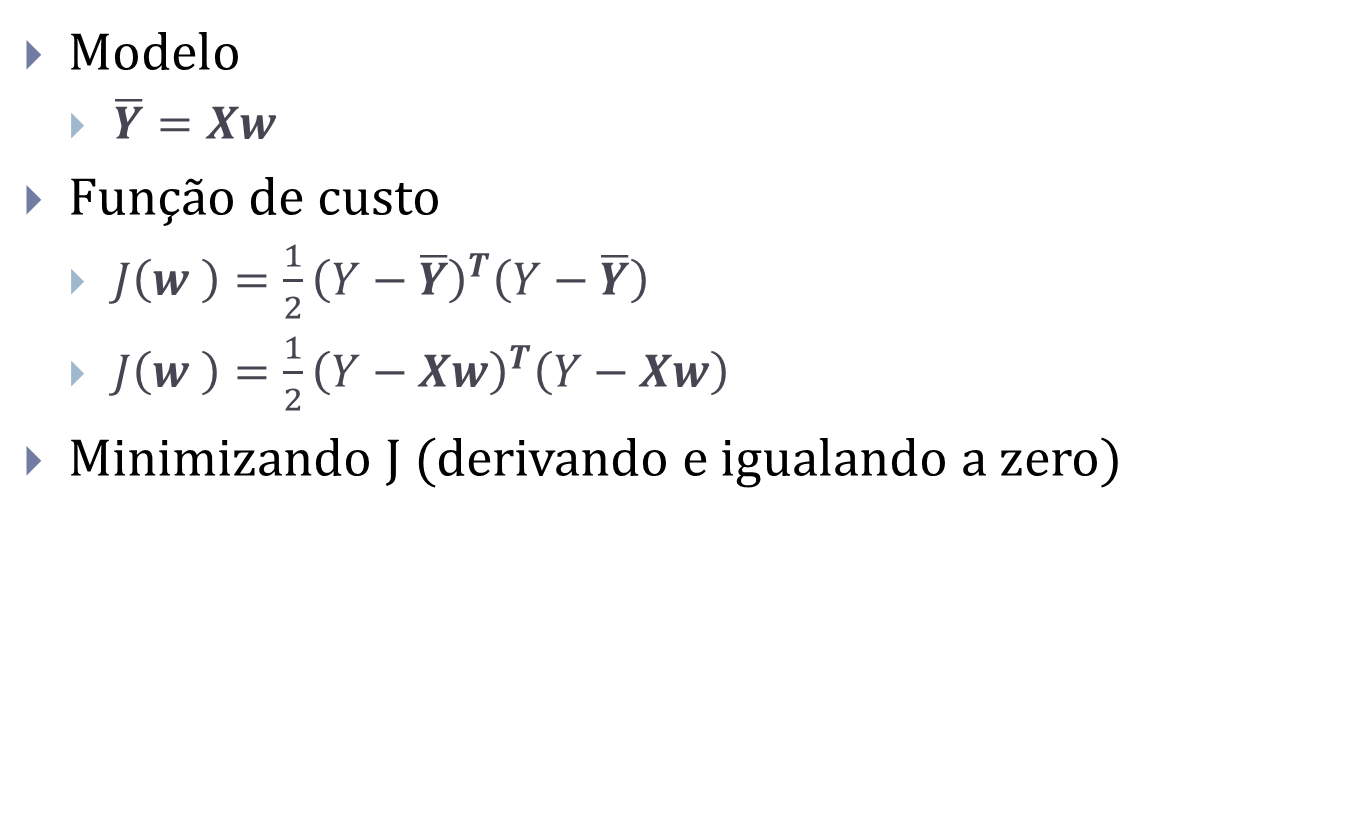 Modelo
Y̅ = Xw
Função de custo
J(w ) = 1/2 (Y − Y̅)ᵀ(Y − Y̅)
J(w ) = 1/2 (Y − Xw)ᵀ(Y − Xw)
Minimizando J (derivando e igualando a zero)